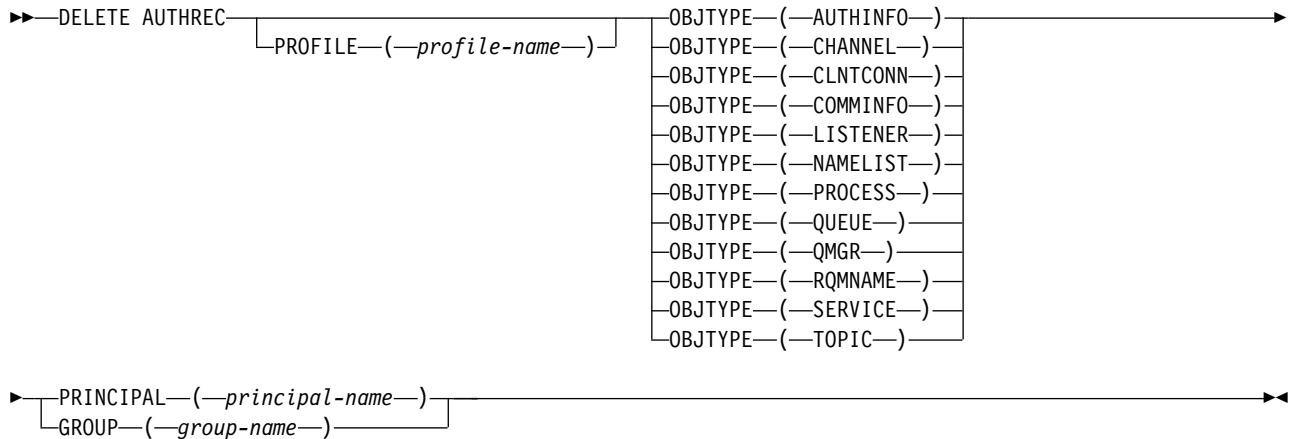 DELETE AUTHREC
PROFILE ( profile-name )
OBJTYPE ( AUTHINFO )
OBJTYPE ( CHANNEL )
OBJTYPE ( CLNTCONN )
OBJTYPE ( COMMINFO )
OBJTYPE ( LISTENER )
OBJTYPE ( NAMELIST )
OBJTYPE ( PROCESS )
OBJTYPE ( QUEUE )
OBJTYPE ( QMGR )
OBJTYPE ( RQMNAME )
OBJTYPE ( SERVICE )
OBJTYPE ( TOPIC )
PRINCIPAL ( principal-name )
GROUP ( group-name )